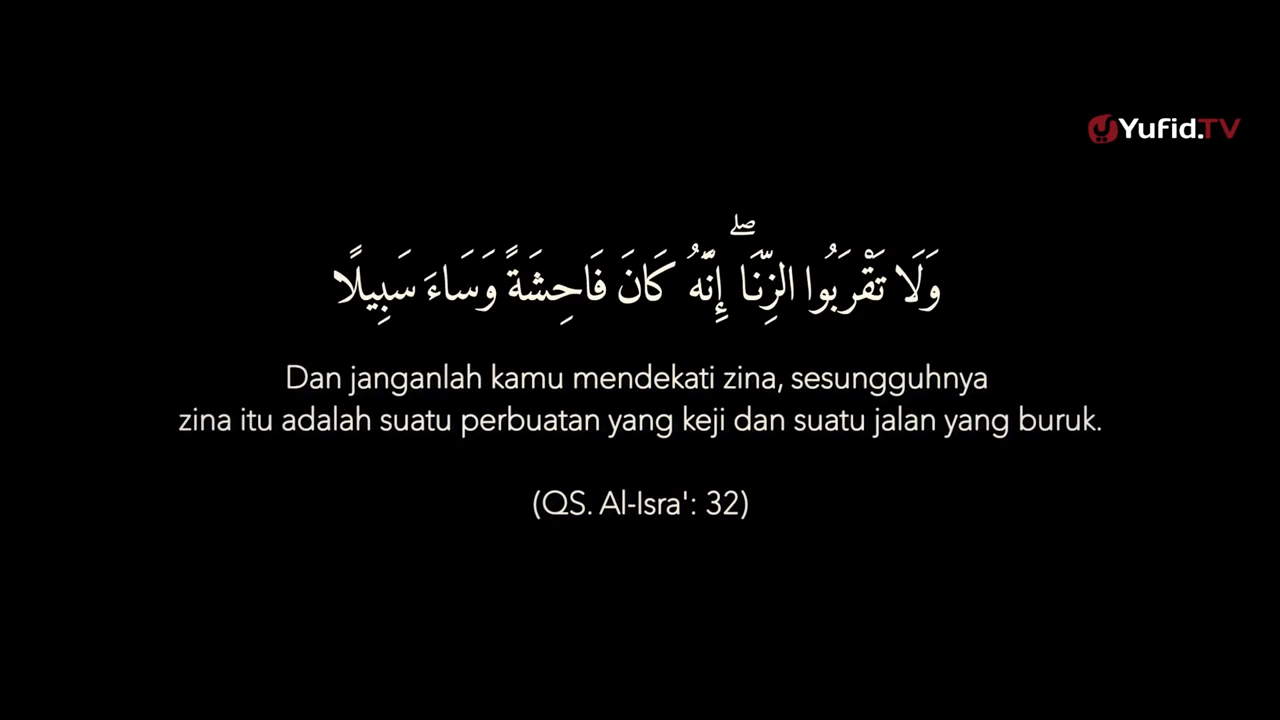 Yufid.TV
وَلَا تَقْرَبُوا الزِّنَا ۖ إِنَّهُ كَانَ فَاحِشَةً وَسَاءَ سَبِيلًا
Dan janganlah kamu mendekati zina, sesungguhnya
zina itu adalah suatu perbuatan yang keji dan suatu jalan yang buruk.
(QS. Al-Isra': 32)